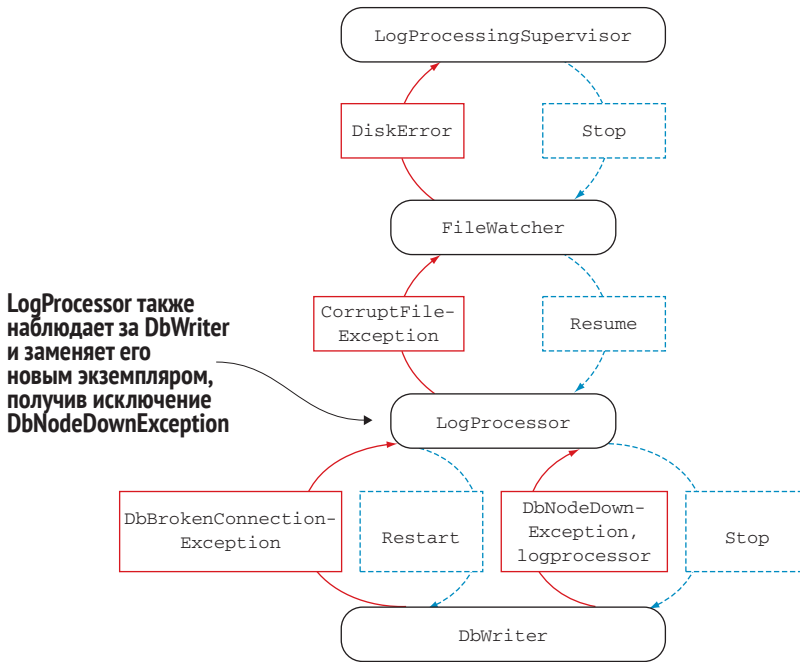 LogProcessingSupervisor
DiskError
Stop
FileWatcher
CorruptFile-
Exception
Resume
LogProcessor также
наблюдает за DbWriter
и заменяет его
новым экземпляром,
получив исключение
DbNodeDownException
LogProcessor
DbBrokenConnection-
Exception
Restart
DbNodeDown-
Exception,
logprocessor
Stop
DbWriter